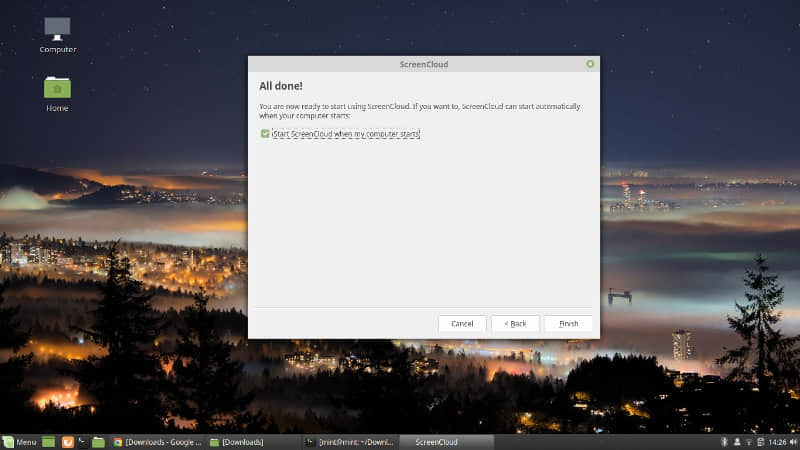 Computer
Home
ScreenCloud
All done!
You are now ready to start using ScreenCloud. If you want to, ScreenCloud can start automatically
when your computer starts:
Start ScreenCloud when my computer starts
Cancel
< Back
Finish
Menu
[Downloads - Google ...
[Downloads]
[mint@mint: ~/Downl...
ScreenCloud
14:26